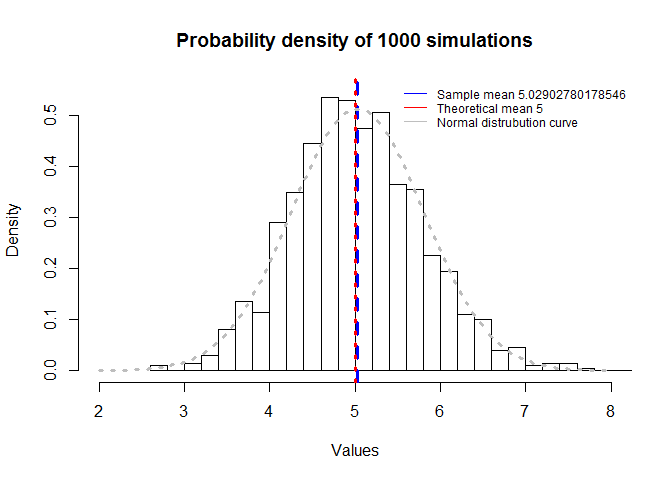 Probability density of 1000 simulations
Sample mean 5.02902780178546
Theoretical mean 5
Normal distrubution curve
Density
0.5
0.4
0.3
0.2
0.1
0.0
2 3 4 5 6 7 8
Values